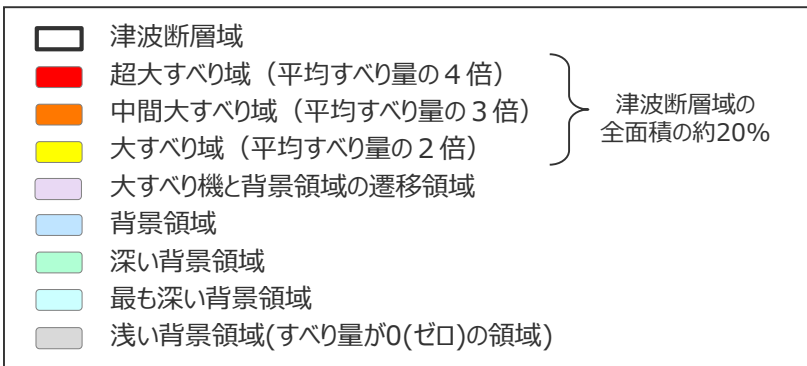 津波断層域
超大すべり域（平均すべり量の４倍）
中間大すべり域（平均すべり量の３倍）
大すべり域（平均すべり量の２倍）
津波断層域の
全面積の約20%
大すべり機と背景領域の遷移領域
背景領域
深い背景領域
最も深い背景領域
浅い背景領域(すべり量が0(ゼロ)の領域)